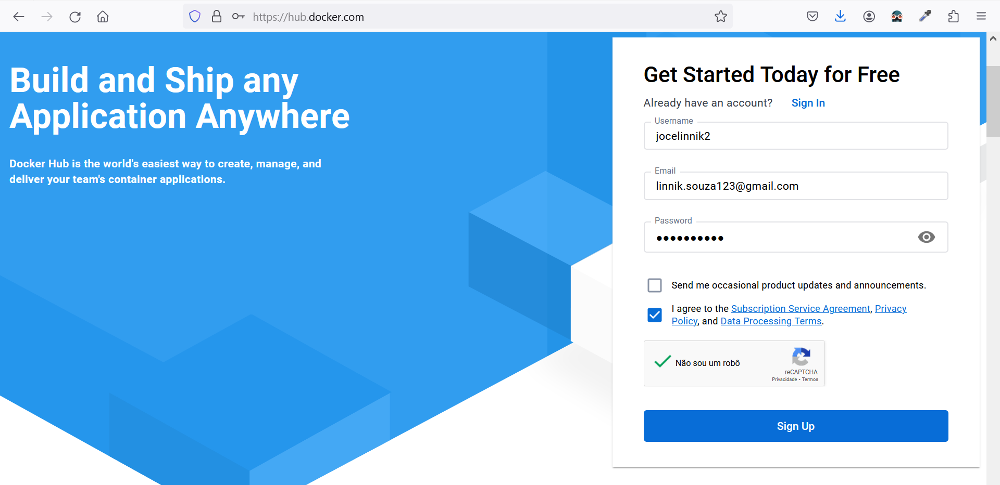 https://hub.docker.com
Build and Ship any
Application Anywhere
Docker Hub is the world's easiest way to create, manage, and
deliver your team's container applications.
Get Started Today for Free
Already have an account? Sign In
Username
jocelinnik2
Email
linnik.souza123@gmail.com
Password
Send me occasional product updates and announcements.
I agree to the Subscription Service Agreement, Privacy
Policy, and Data Processing Terms.
Não sou um robô
reCAPTCHA
Privacidade - Termos
Sign Up